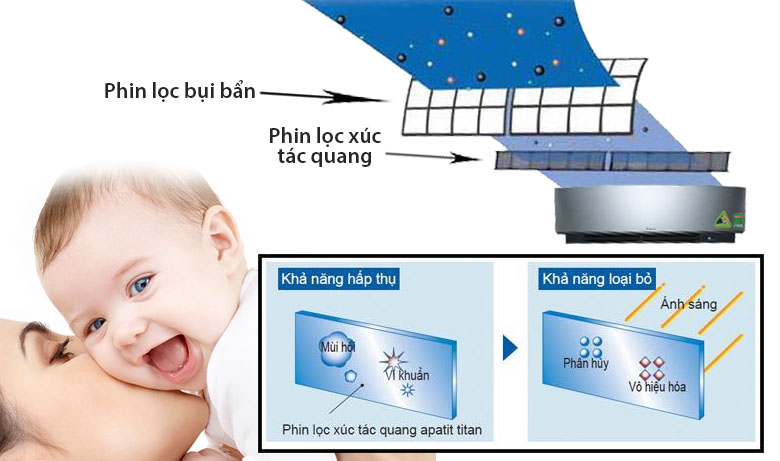 Phin lọc bụi bẩn
Phin lọc xúc
tác quang
Khả năng hấp thụ
Mùi hôi
Vi khuẩn
Phin lọc xúc tác quang apatit titan
Khả năng loại bỏ
Ánh sáng
Phân hủy
Vô hiệu hóa